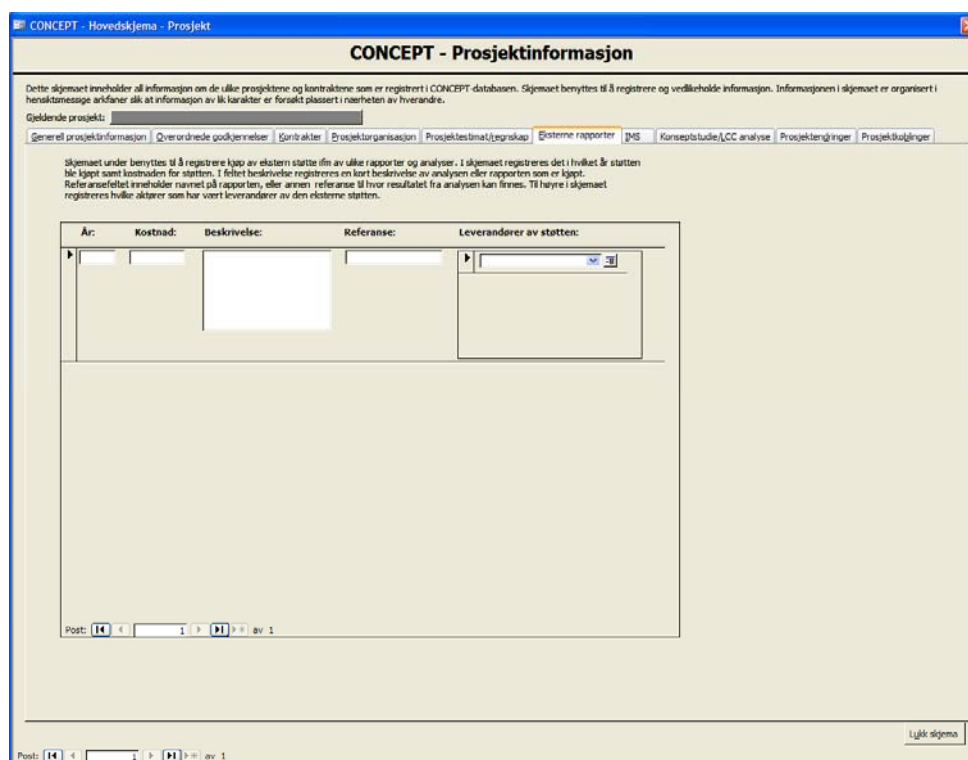 CONCEPT - Hovedskjema - Prosjekt
CONCEPT - Prosjektinformasjon
Dette skjemaet inneholder all informasjon om de ulike prosjektene og kontraktene som er registrert i CONCEPT-databasen. Skjemaet benyttes til å registrere og vedlikeholde informasjon. Informasjonen i skjemaet er organisert i
hensiktsmessige arkfaner slik at informasjon av lik karakter er forsøkt plassert i nærheten av hverandre.
Gjeldende prosjekt:
Generell prosjektinformasjon Overordnede godkjennelser Kontrakter Prosjektorganisasjon Prosjektestimat/regnskap Eksterne rapporter IMS Konseptstudie/LCC analyse Prosjektendringer Prosjektkoblinger
Skjemaet under benyttes til å registrere kjøp av ekstern støtte ifm av ulike rapporter og analyser. I skjemaet registreres det i hvilket år støtten
ble kjøpt samt kostnaden for støtten. I feltet beskrivelse registreres en kort beskrivelse av analysen eller rapporten som er kjøpt.
Referansefeltet inneholder navnet på rapporten, eller annen referanse til hvor resultatet fra analysen kan finnes. Til høyre i skjemaet
registreres hvilke aktører som har vært leverandører av den eksterne støtten.
År: Kostnad: Beskrivelse: Referanse: Leverandører av støtten:
Post: 1 av 1
Lukk skjema
Post: 1 av 1